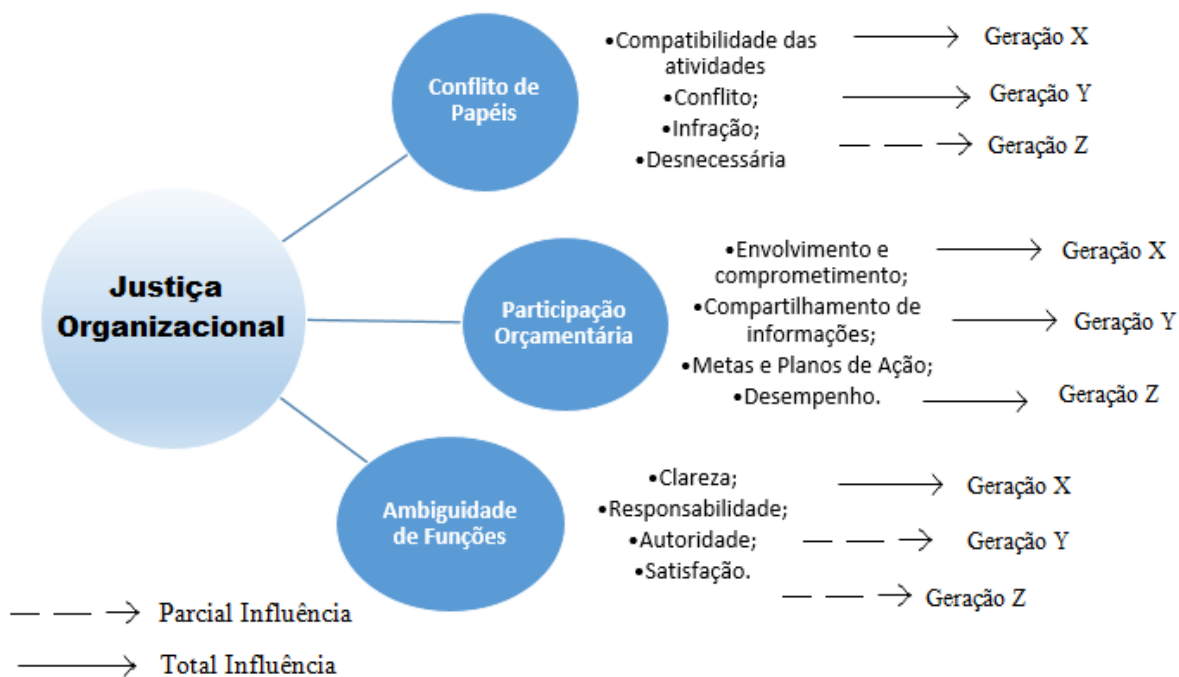 Conflito de
Papéis
•Compatibilidade das
atividades
•Conflito;
•Infração;
•Desnecessária
Geração X
Geração Y
Geração Z
Justiça
Organizacional
Participação
Orçamentária
•Envolvimento e
comprometimento;
•Compartilhamento de
informações;
•Metas e Planos de Ação;
•Desempenho.
Geração X
Geração Y
Geração Z
Ambiguidade
de Funções
•Clareza;
•Responsabilidade;
•Autoridade;
•Satisfação.
Geração X
Geração Y
Geração Z
Parcial Influência
Total Influência